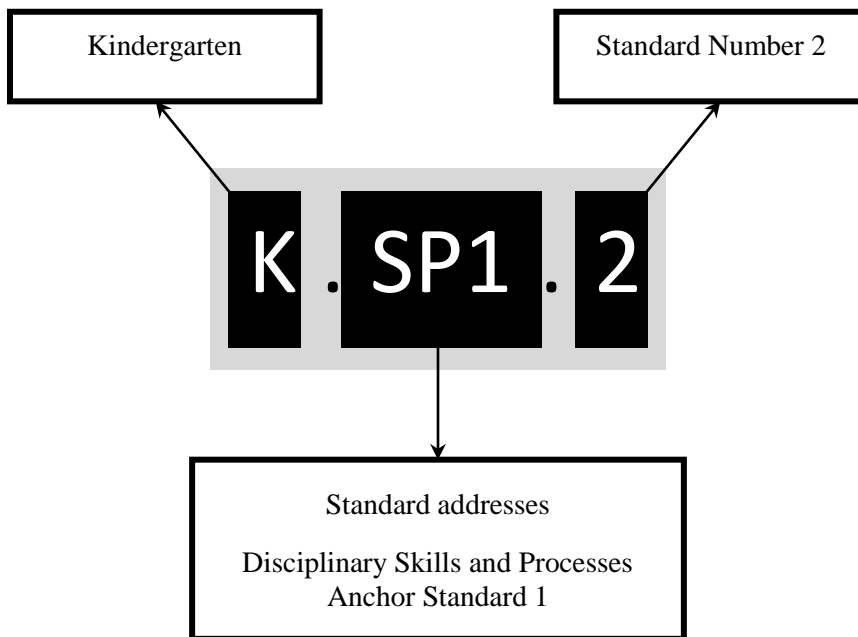 Kindergarten
Standard Number 2
K . SP1 . 2
Standard addresses
Disciplinary Skills and Processes
Anchor Standard 1